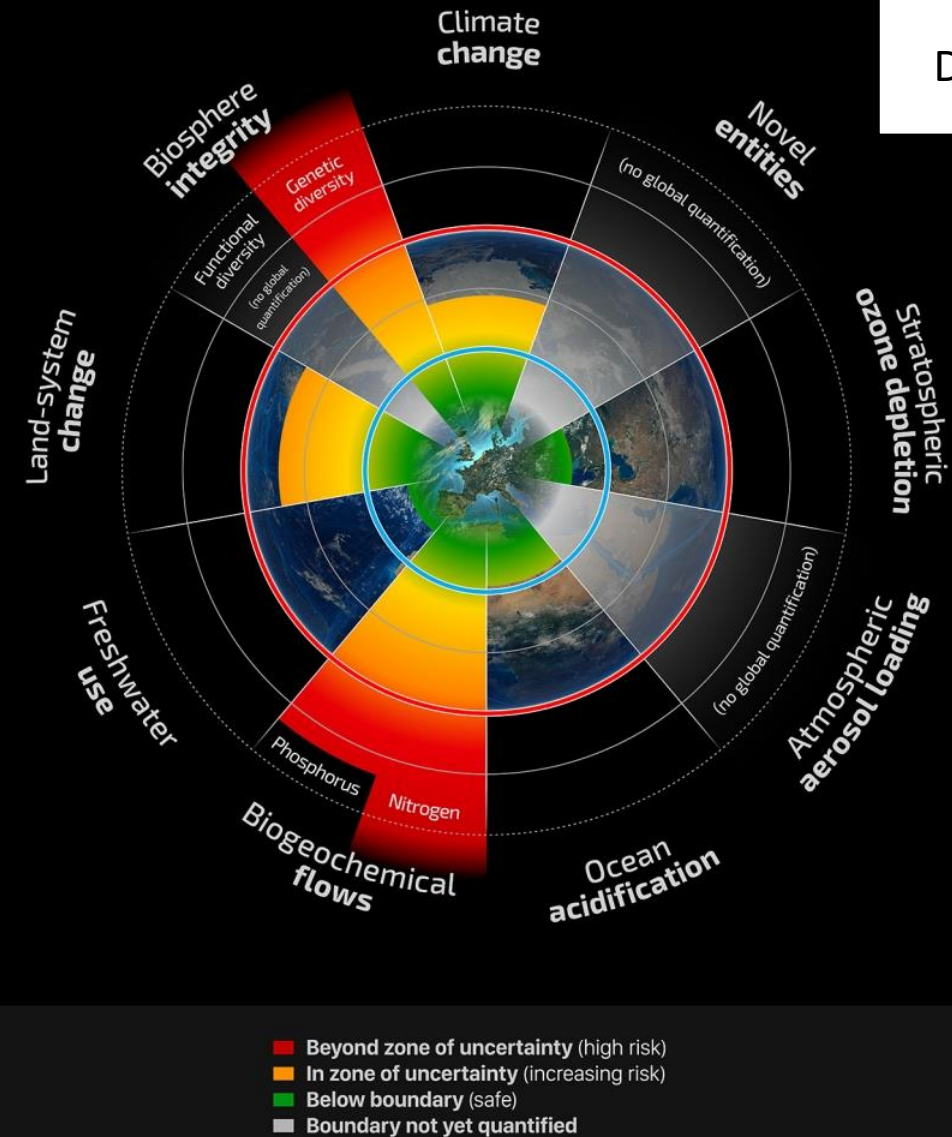 Climate
change
Biosphere
integrity
Genetic
diversity
Functional
diversity
(no global
quantification)
Novel
entities
(no global quantification)
Stratospheric
ozone depletion
Land-system
change
Freshwater
use
Phosphorus
Nitrogen
Biogeochemical
flows
Ocean
acidification
Atmospheric
aerosol loading
(no global quantification)
D
Beyond zone of uncertainty (high risk)
In zone of uncertainty (increasing risk)
Below boundary (safe)
Boundary not yet quantified